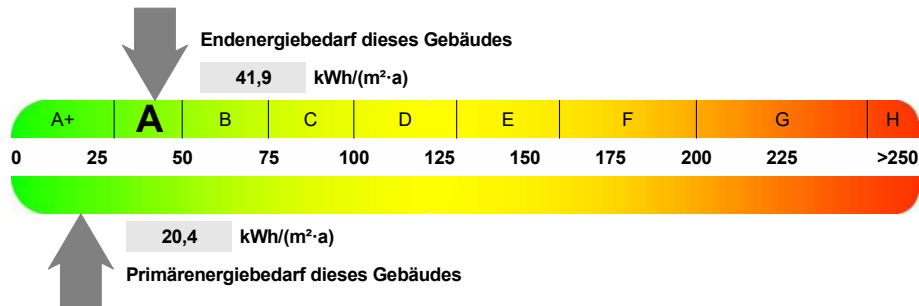 Endenergiebedarf dieses Gebäudes
41,9 kWh/(m²·a)
A+ A B C D E F G H
0 25 50 75 100 125 150 175 200 225 >250
20,4 kWh/(m²·a)
Primärenergiebedarf dieses Gebäudes